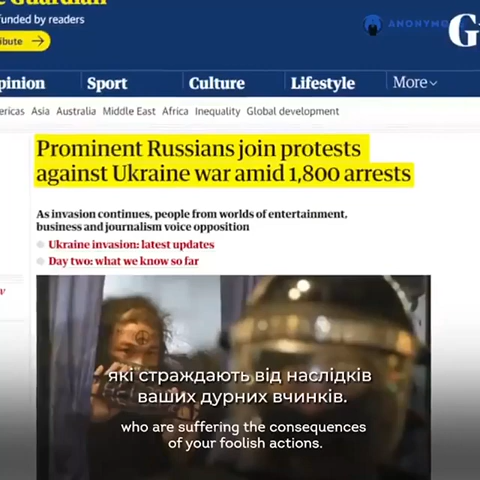 Guardian
funded by readers
ANONYMO
G
Sport
Culture
Lifestyle
More
Asia Australia Middle East Africa Inequality Global development
Prominent Russians join protests
against Ukraine war amid 1,800 arrests
As invasion continues, people from worlds of entertainment,
business and journalism voice opposition
Ukraine invasion: latest updates
Day two: what we know so far
які страждають від наслідків
ваших дурних вчинків.
who are suffering the consequences
of your foolish actions.